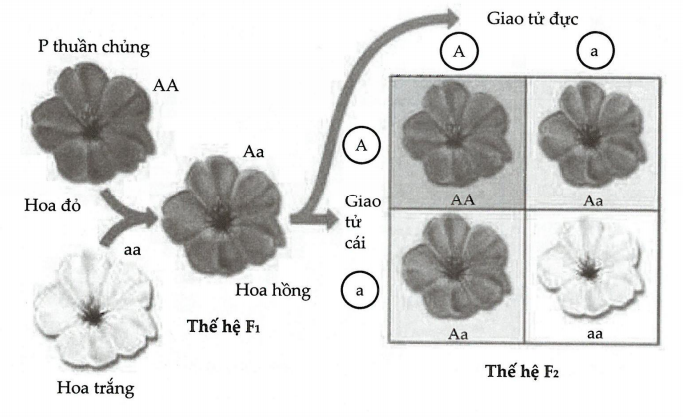 P thuần chủng
AA
Hoa đỏ
aa
Hoa trắng
Aa
Hoa hồng
Thế hệ F₁
Giao tử đực
A
a
A
Giao
tử
cái
a
AA
Aa
Aa
aa
Thế hệ F₂